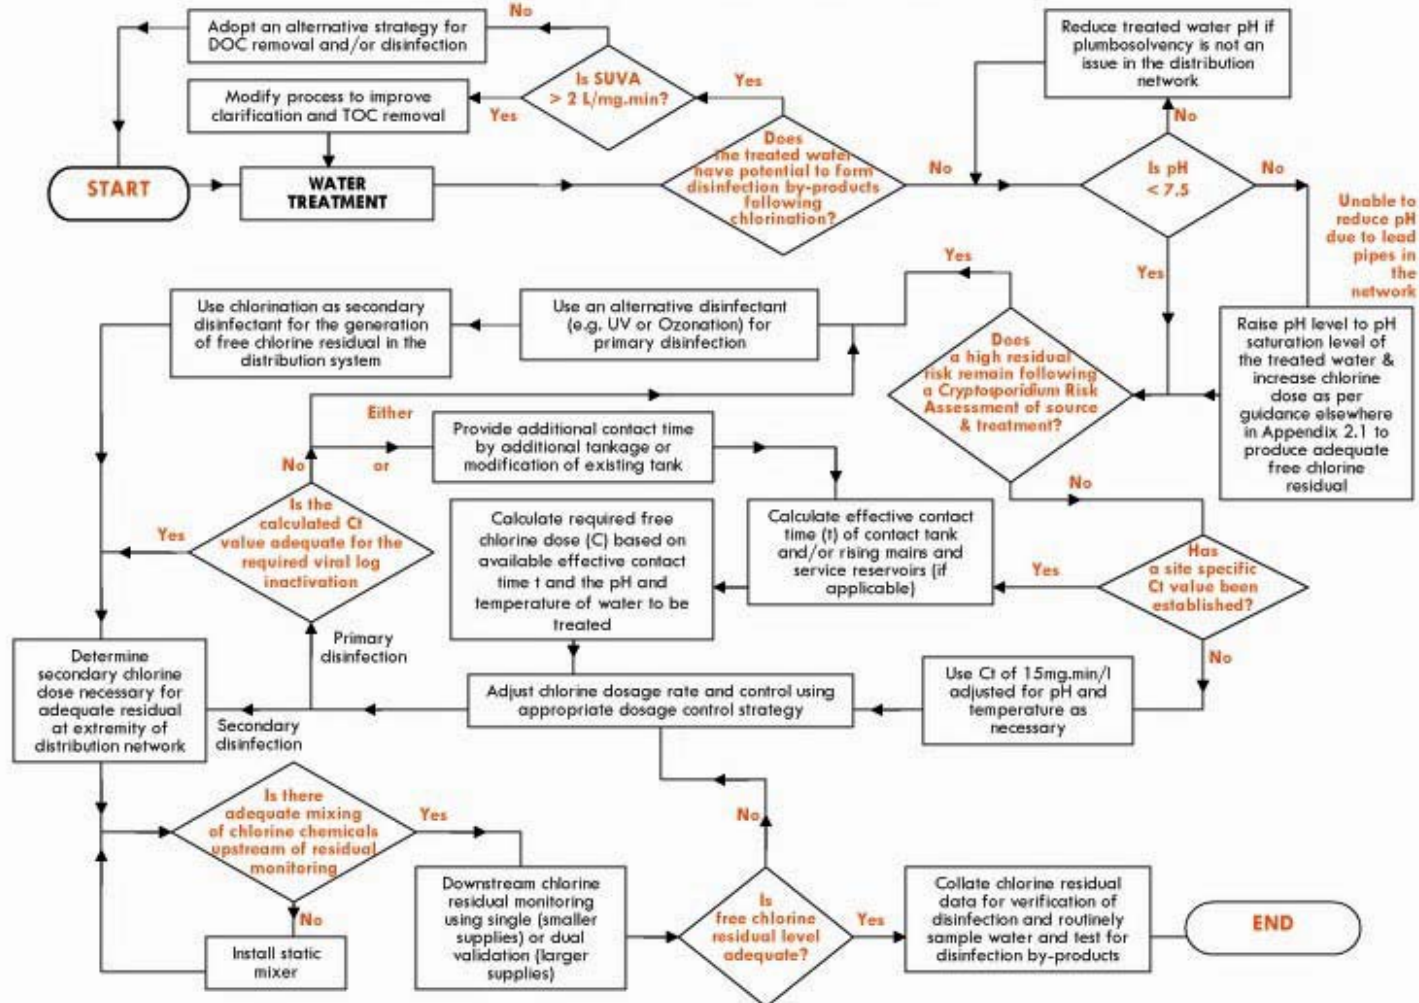 No
Adopt an alternative strategy for
DOC removal and/or disinfection
Is SUVA
> 2 L/mg.min?
Yes
Yes
Modify process to improve
clarification and TOC removal
START
WATER
TREATMENT
Does
the treated water
have potential to form
disinfection by-products
following
chlorination?
No
Reduce treated water pH if
plumbosolvency is not an
issue in the distribution
network
No
Is pH
< 7.5
No
Yes
Unable to
reduce pH
due to lead
pipes in
the
network
Raise pH level to pH
saturation level of
the treated water &
increase chlorine
dose as per
guidance elsewhere
in Appendix 2.1 to
produce adequate
free chlorine
residual
Yes
Does
a high residual
risk remain following
a Cryptosporidium Risk
Assessment of source
& treatment?
No
Use an alternative disinfectant
(e.g. UV or Ozonation) for
primary disinfection
Use chlorination as secondary
disinfectant for the generation
of free chlorine residual in the
distribution system
Either
or
No
Provide additional contact time
by additional tankage or
modification of existing tank
Is the
calculated Ct
value adequate for the
required viral log
inactivation
Yes
Calculate required free
chlorine dose (C) based on
available effective contact
time t and the pH and
temperature of water to be
treated
Calculate effective contact
time (t) of contact tank
and/or rising mains and
service reservoirs (if
applicable)
Yes
Has
a site specific
Ct value been
established?
No
Use Ct of 15mg.min/l
adjusted for pH and
temperature as
necessary
Adjust chlorine dosage rate and control using
appropriate dosage control strategy
Primary
disinfection
Secondary
disinfection
Determine
secondary chlorine
dose necessary for
adequate residual
at extremity of
distribution network
Is there
adequate mixing
of chlorine chemicals
upstream of residual
monitoring
Yes
No
Install static
mixer
Downstream chlorine
residual monitoring
using single (smaller
supplies) or dual
validation (larger
supplies)
No
Is
free chlorine
residual level
adequate?
Yes
Collate chlorine residual
data for verification of
disinfection and routinely
sample water and test for
disinfection by-products
END